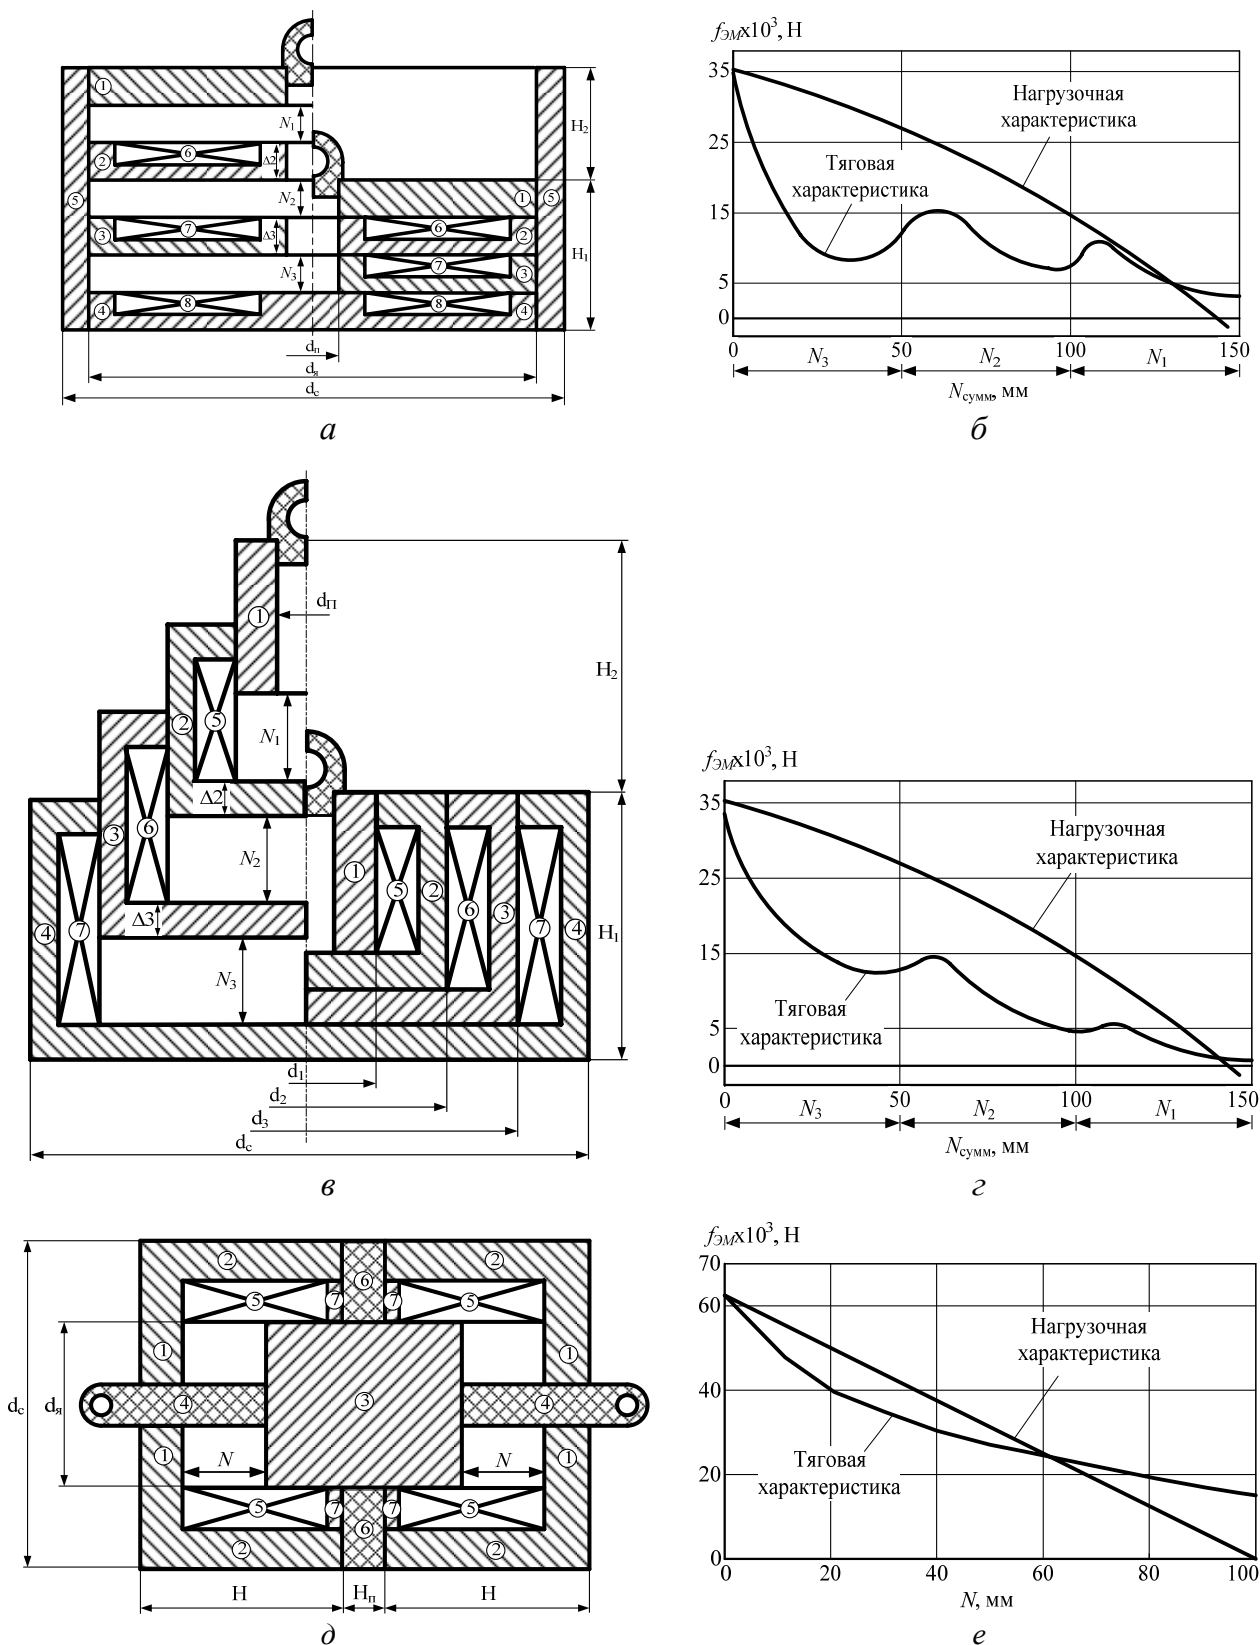 ①
N₁
H₂
②
⑥
Δ2
⑤
N₂
①
⑤
③
⑦
Δ3
⑥
②
N₃
⑦
③
H₁
④
⑧
⑧
④
dп
dя
dс
а
fЭМx10³, Н
35
25
15
5
0
Нагрузочная
характеристика
Тяговая
характеристика
0
50
100
150
N₃
N₂
N₁
Nсумм, мм
б
①
dП
H₂
②
⑤
N₁
Δ2
③
⑥
N₂
①
⑤
②
⑥
③
⑦
④
④
⑦
Δ3
H₁
N₃
d₁
d₂
d₃
dс
в
fЭМx10³, Н
35
25
15
5
0
Нагрузочная
характеристика
Тяговая
характеристика
0
50
100
150
N₃
N₂
N₁
Nсумм, мм
г
②
②
⑥
⑤
⑦
⑦
⑤
①
①
dс
dя
④
③
④
①
N
N
①
⑤
⑦
⑦
⑤
⑥
②
②
H
Hп
H
д
fЭМx10³, Н
70
60
40
20
0
Нагрузочная
характеристика
Тяговая
характеристика
0
20
40
60
80
100
N, мм
е